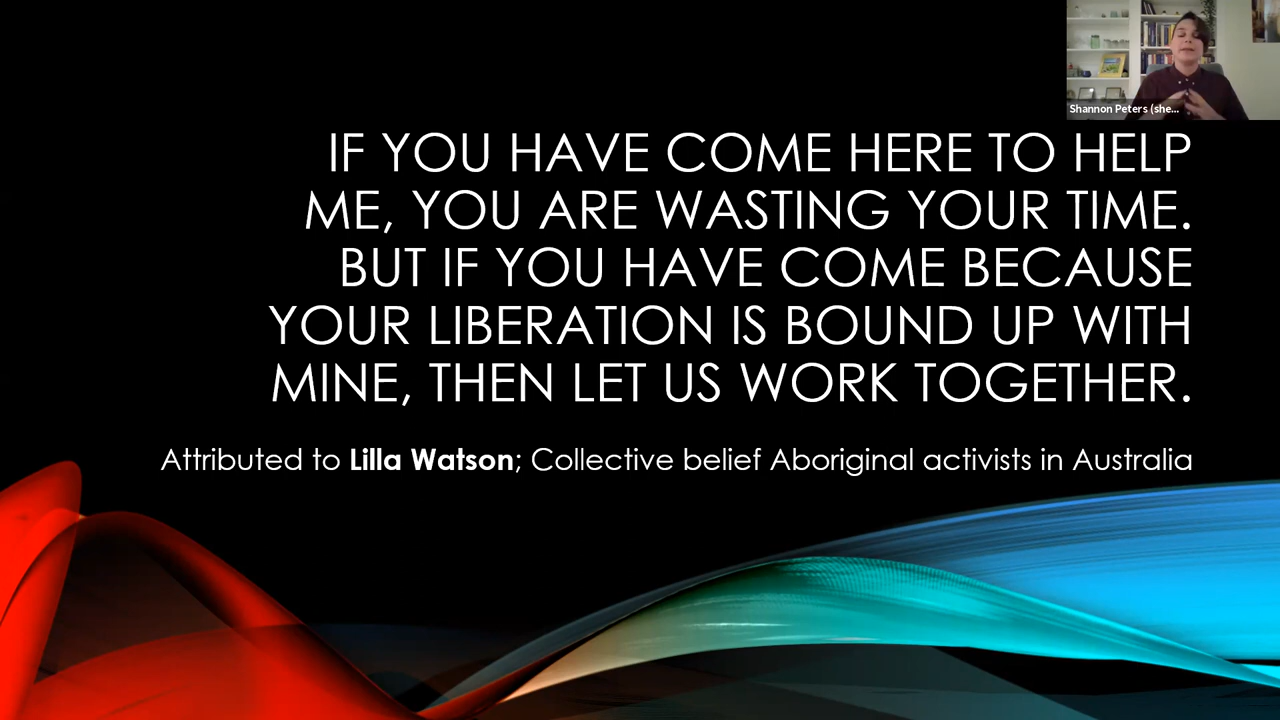 Shannon Peters (she...
IF YOU HAVE COME HERE TO HELP
ME, YOU ARE WASTING YOUR TIME.
BUT IF YOU HAVE COME BECAUSE
YOUR LIBERATION IS BOUND UP WITH
MINE, THEN LET US WORK TOGETHER.
Attributed to Lilla Watson; Collective belief Aboriginal activists in Australia